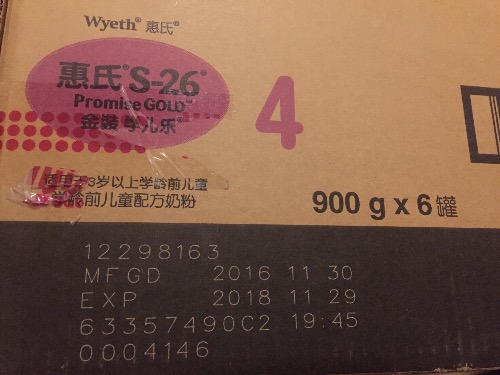 Wyeth® 惠氏®
惠氏® S-26®
Promise GOLD™
金装 学儿乐®
4
适用于3岁以上学龄前儿童
学龄前儿童配方奶粉
900 g x 6罐
12298163
MFGD 2016 11 30
EXP 2018 11 29
63357490C2 19:45
0004146